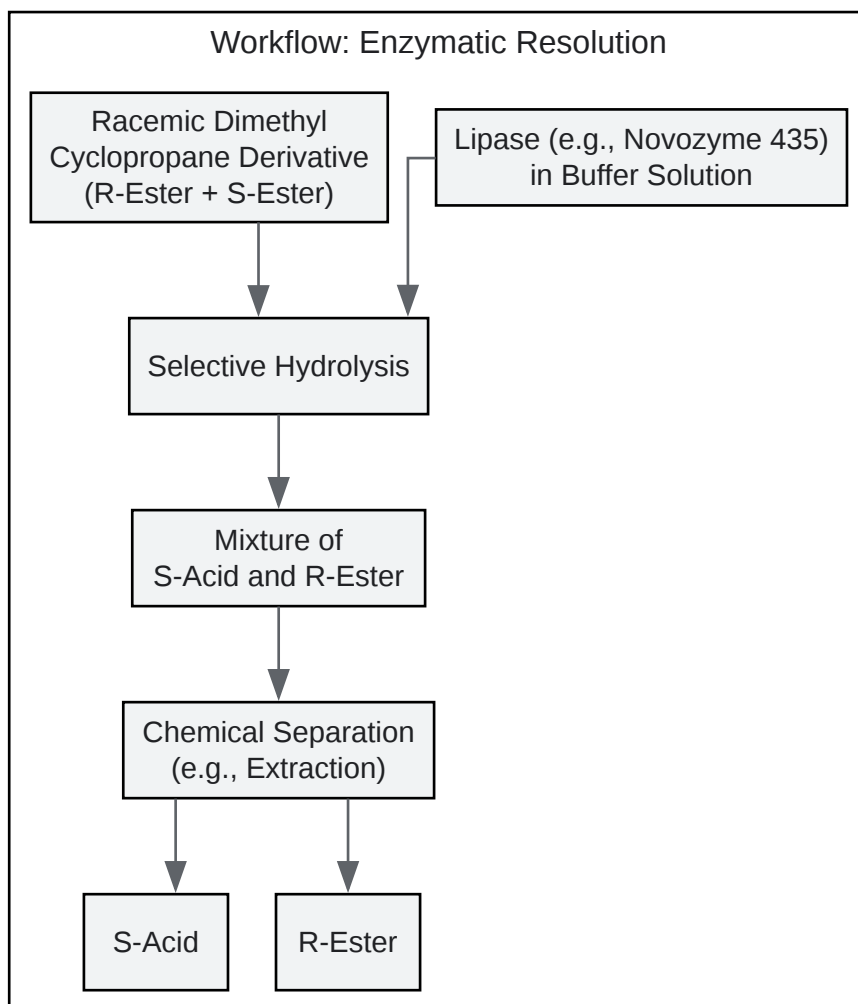 Workflow: Enzymatic Resolution
Racemic Dimethyl
Cyclopropane Derivative
(R-Ester + S-Ester)
Lipase (e.g., Novozyme 435)
in Buffer Solution
Selective Hydrolysis
Mixture of
S-Acid and R-Ester
Chemical Separation
(e.g., Extraction)
S-Acid
R-Ester